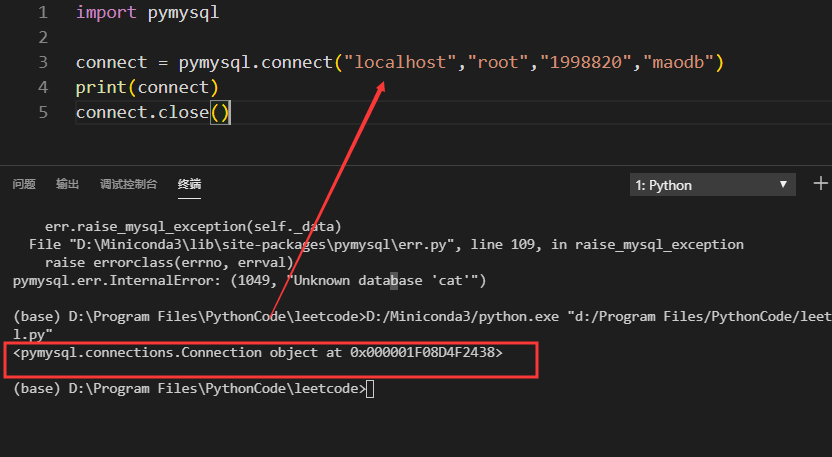 1 import pymysql
2
3 connect = pymysql.connect("localhost","root","1998820","maodb")
4 print(connect)
5 connect.close()
问题 输出 调试控制台 终端 1: Python
err.raise_mysql_exception(self._data)
File "D:\Miniconda3\lib\site-packages\pymysql\err.py", line 109, in raise_mysql_exception
raise errorclass(errno, errval)
pymysql.err.InternalError: (1049, "Unknown database 'cat'")
(base) D:\Program Files\PythonCode\leetcode>D:/Miniconda3/python.exe "d:/Program Files/PythonCode/leet
l.py"
<pymysql.connections.Connection object at 0x000001F08D4F2438>
(base) D:\Program Files\PythonCode\leetcode>